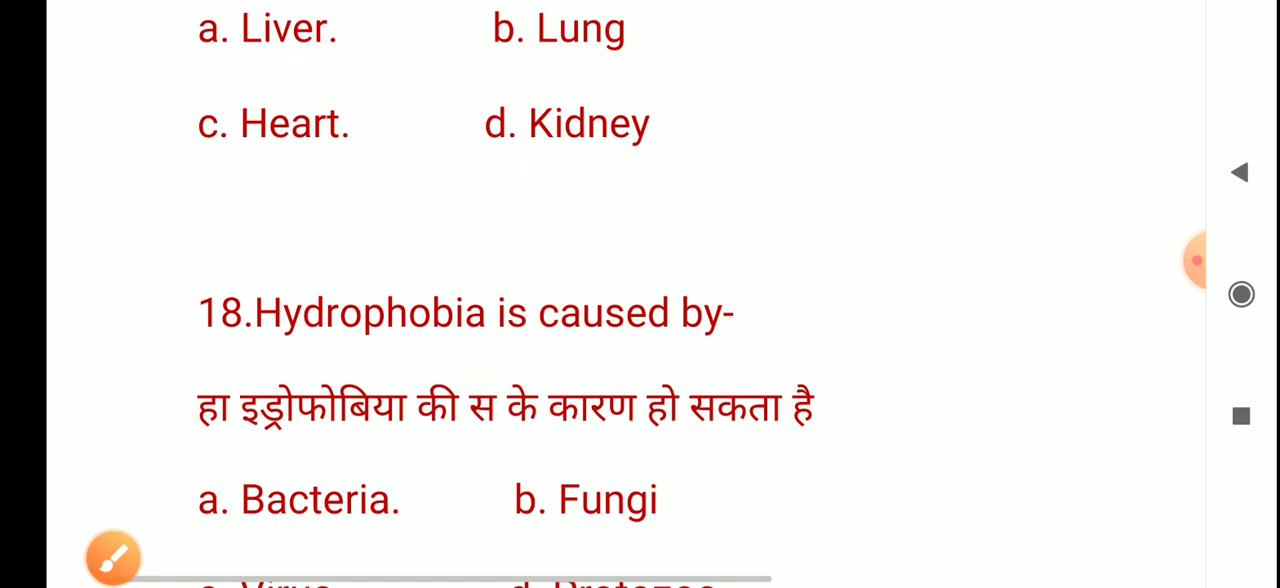 a. Liver. b. Lung
c. Heart. d. Kidney
18.Hydrophobia is caused by-
हा इड्रोफोबिया की स के कारण हो सकता है
a. Bacteria. b. Fungi